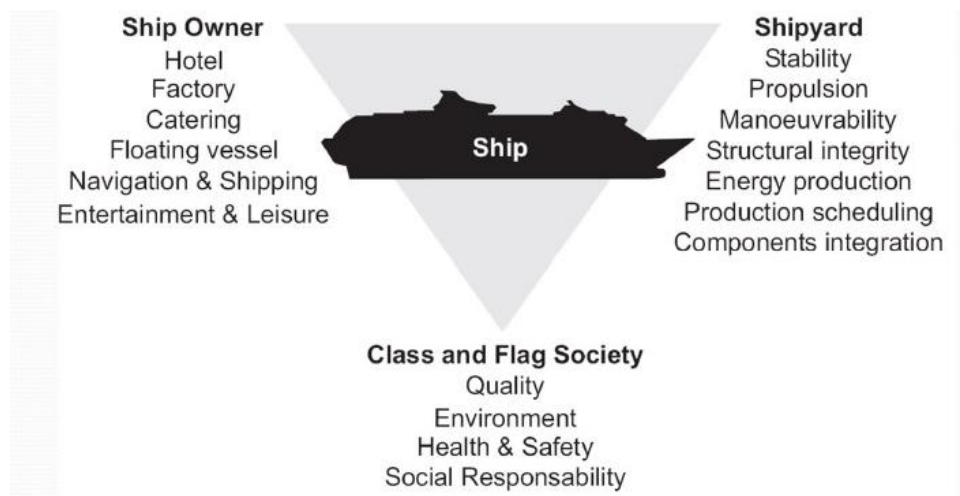 Ship Owner
Hotel
Factory
Catering
Floating vessel
Navigation & Shipping
Entertainment & Leisure
Ship
Shipyard
Stability
Propulsion
Manoeuvrability
Structural integrity
Energy production
Production scheduling
Components integration
Class and Flag Society
Quality
Environment
Health & Safety
Social Responsability